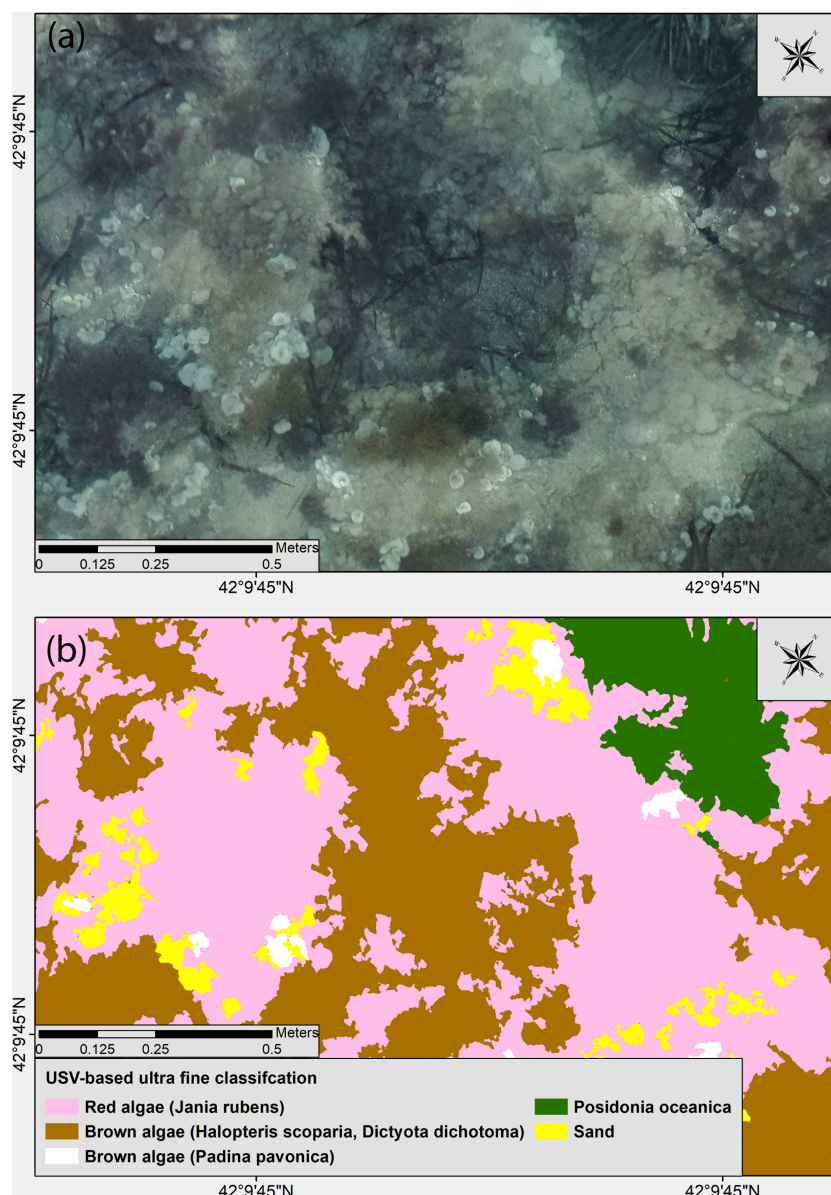 (a)
N
W
E
S
42°9'45"N
42°9'45"N
Meters
0 0.125 0.25 0.5
42°9'45"N 42°9'45"N
(b)
N
W
E
S
42°9'45"N
42°9'45"N
Meters
0 0.125 0.25 0.5
USV-based ultra fine classifcation
Red algae (Jania rubens) Posidonia oceanica
Brown algae (Halopteris scoparia, Dictyota dichotoma) Sand
Brown algae (Padina pavonica)
42°9'45"N 42°9'45"N